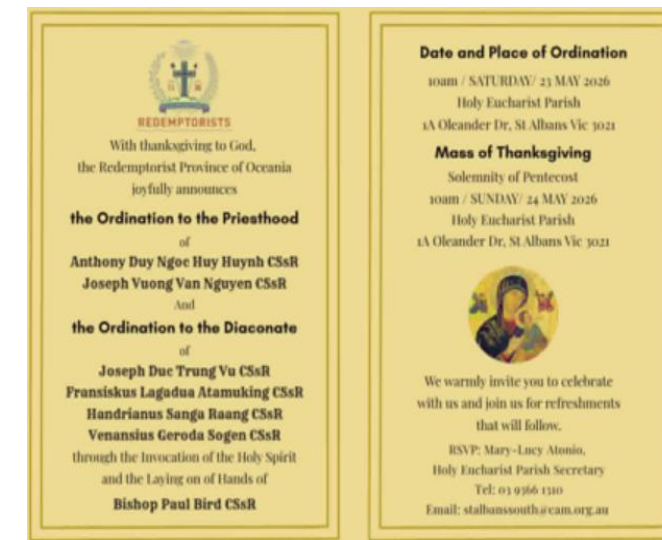 REDEMPTORISTS
With thanksgiving to God,
the Redemptorist Province of Oceania
joyfully announces
the Ordination to the Priesthood
of
Anthony Duy Ngoc Huy Huynh CSsR
Joseph Vuong Van Nguyen CSsR
And
the Ordination to the Diaconate
of
Joseph Duc Trung Vu CSsR
Fransiskus Lagadua Atamuking CSsR
Handrianus Sanga Raang CSsR
Venansius Geroda Sogen CSsR
through the Invocation of the Holy Spirit
and the Laying on of Hands of
Bishop Paul Bird CSsR
Date and Place of Ordination
10am / SATURDAY/ 23 MAY 2026
Holy Eucharist Parish
1A Oleander Dr, St Albans Vic 3021
Mass of Thanksgiving
Solemnity of Pentecost
10am / SUNDAY/ 24 MAY 2026
Holy Eucharist Parish
1A Oleander Dr, St Albans Vic 3021
We warmly invite you to celebrate
with us and join us for refreshments
that will follow.
RSVP: Mary-Lucy Atonio,
Holy Eucharist Parish Secretary
Tel: 03 9366 1310
Email: stalbanssouth@cam.org.au